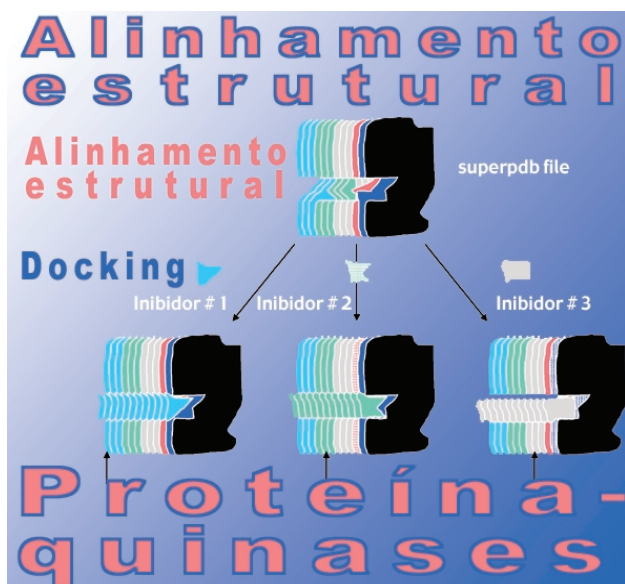 Alinhamento
estrutural
Alinhamento
estrutural
superpdb file
Docking
Inibidor # 1
Inibidor # 2
Inibidor # 3
Proteína-
quinases